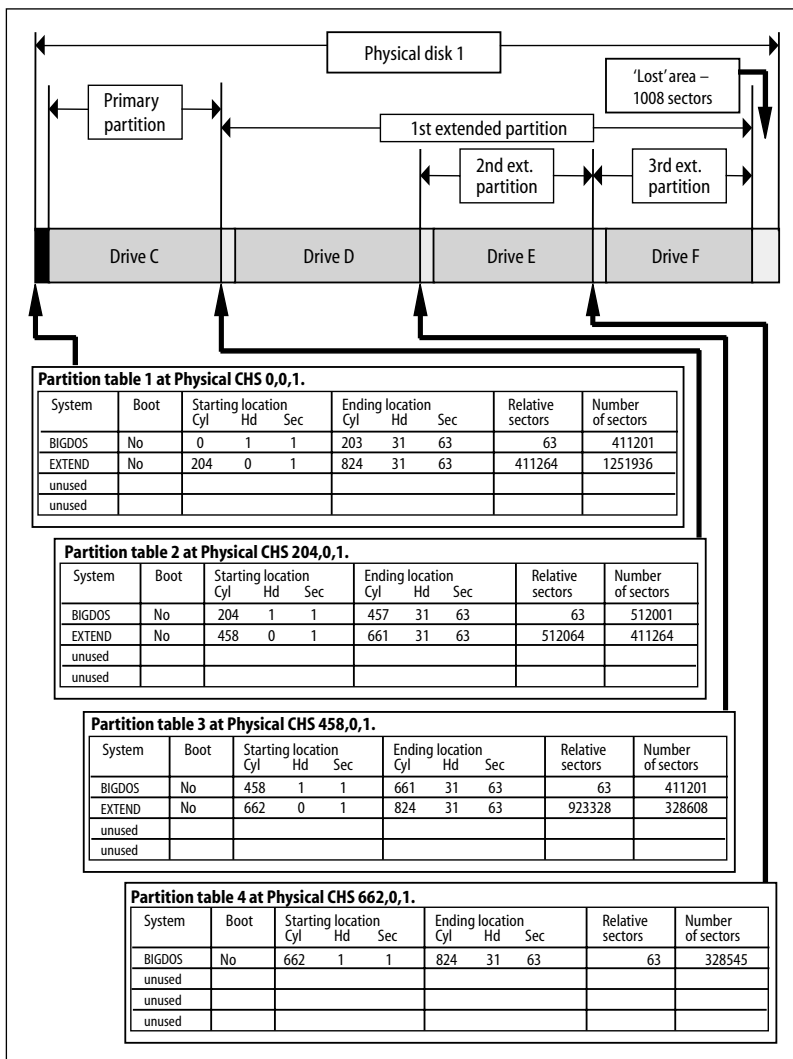 Physical disk 1
'Lost' area –
1008 sectors
Primary
partition
1st extended partition
2nd ext.
partition
3rd ext.
partition
Drive C
Drive D
Drive E
Drive F
Partition table 1 at Physical CHS 0,0,1.
System Boot Starting location Ending location Relative Number
Cyl Hd Sec Cyl Hd Sec sectors of sectors
BIGDOS No 0 1 1 203 31 63 63 411201
EXTEND No 204 0 1 824 31 63 411264 1251936
unused
unused
Partition table 2 at Physical CHS 204,0,1.
System Boot Starting location Ending location Relative Number
Cyl Hd Sec Cyl Hd Sec sectors of sectors
BIGDOS No 204 1 1 457 31 63 63 512001
EXTEND No 458 0 1 661 31 63 512064 411264
unused
unused
Partition table 3 at Physical CHS 458,0,1.
System Boot Starting location Ending location Relative Number
Cyl Hd Sec Cyl Hd Sec sectors of sectors
BIGDOS No 458 1 1 661 31 63 63 411201
EXTEND No 662 0 1 824 31 63 923328 328608
unused
unused
Partition table 4 at Physical CHS 662,0,1.
System Boot Starting location Ending location Relative Number
Cyl Hd Sec Cyl Hd Sec sectors of sectors
BIGDOS No 662 1 1 824 31 63 63 328545
unused
unused
unused